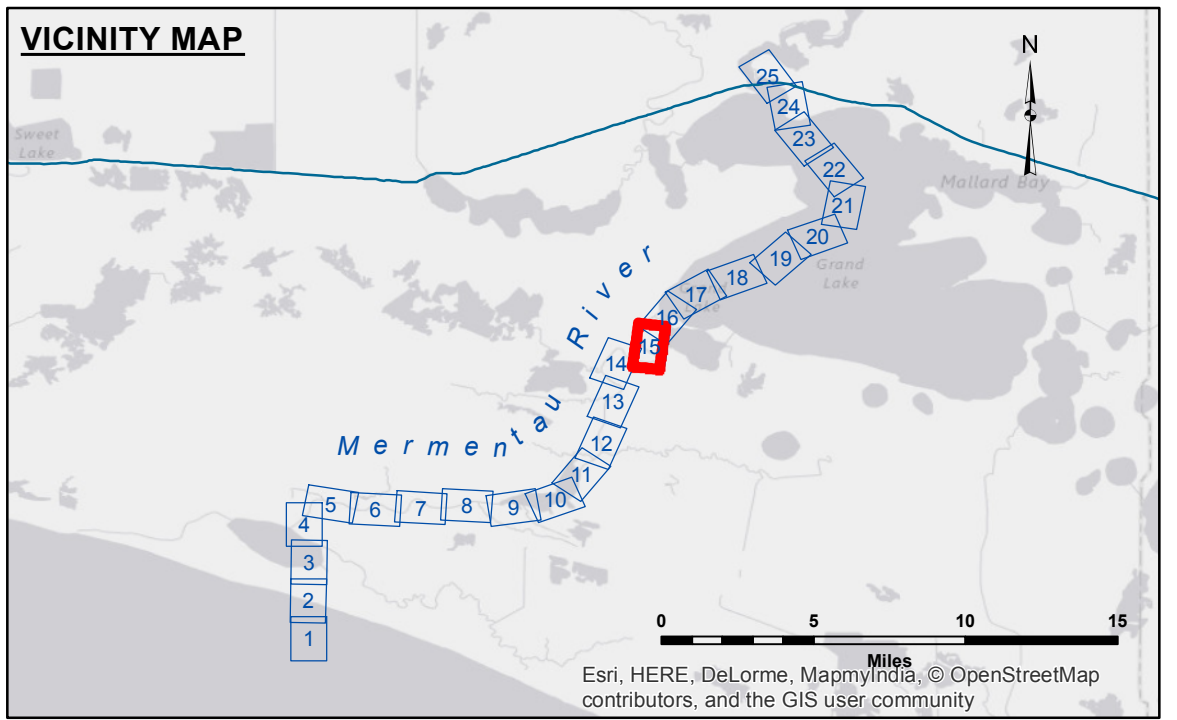 VICINITY MAP
N
25
24
Sweet
Lake
23
22
Mallard Bay
21
20
19
Grand
Lake
18
17
16
15
14
13
12
11
10
9
8
7
6
5
4
3
2
1
Mermentau River
0 5 10 15
Miles
Esri, HERE, DeLorme, MapmyIndia, © OpenStreetMap
contributors, and the GIS user community